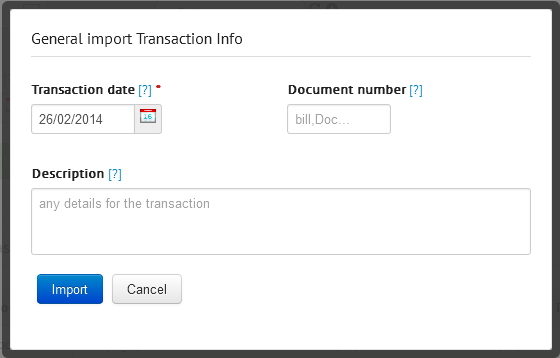 General import Transaction Info
Transaction date [?] *
Document number [?]
26/02/2014
16
bill,Doc...
Description [?]
any details for the transaction
Import
Cancel